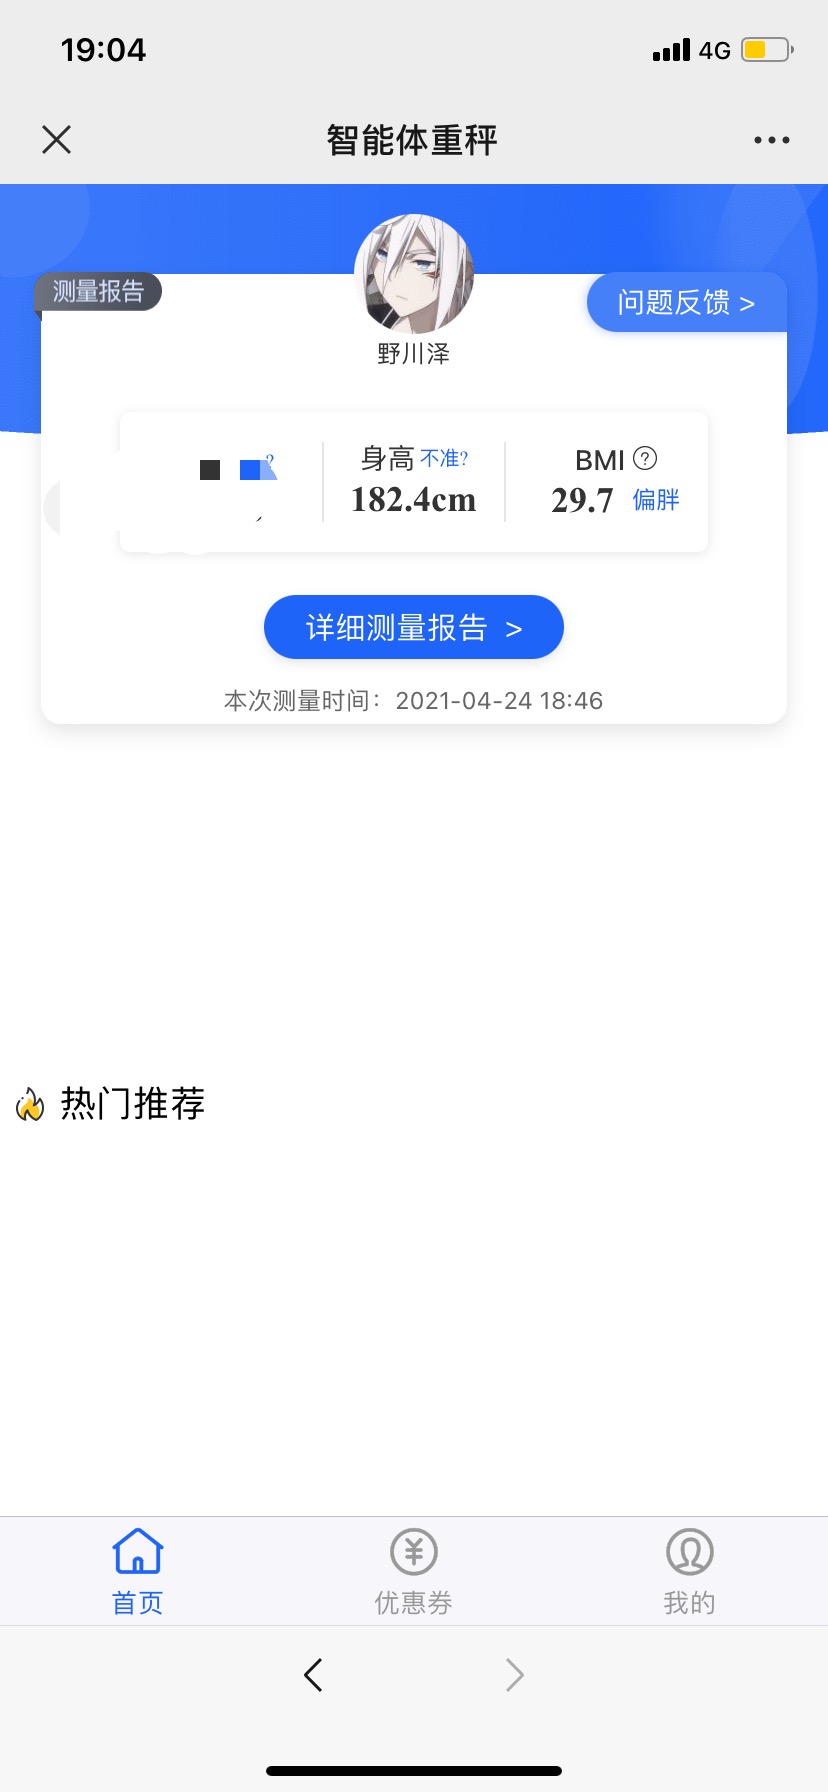 19:04
4G
智能体重秤
测量报告
问题反馈 >
野川泽
?
身高 不准?
BMI ?
182.4cm
29.7 偏胖
详细测量报告 >
本次测量时间：2021-04-24 18:46
热门推荐
首页
优惠券
我的